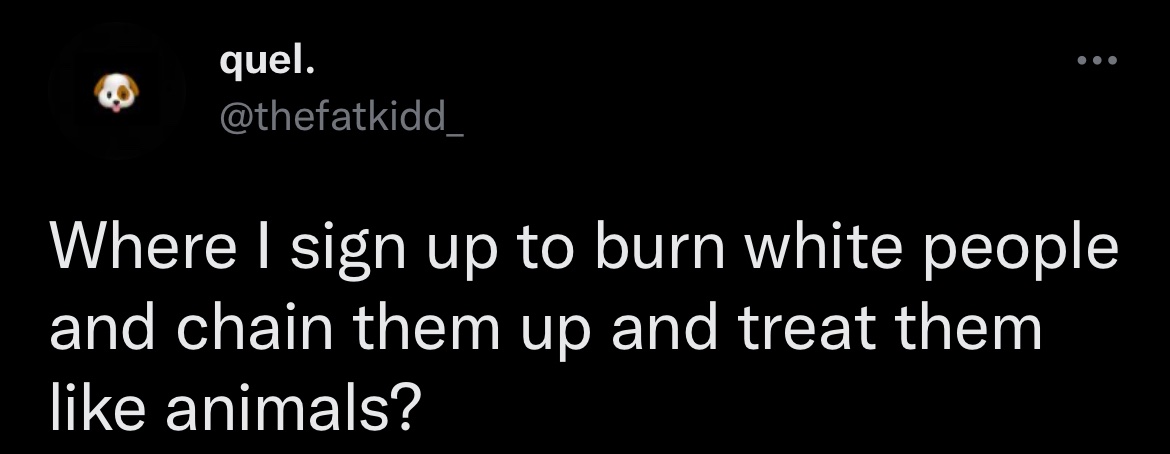 quel.
@thefatkidd_
Where I sign up to burn white people
and chain them up and treat them
like animals?